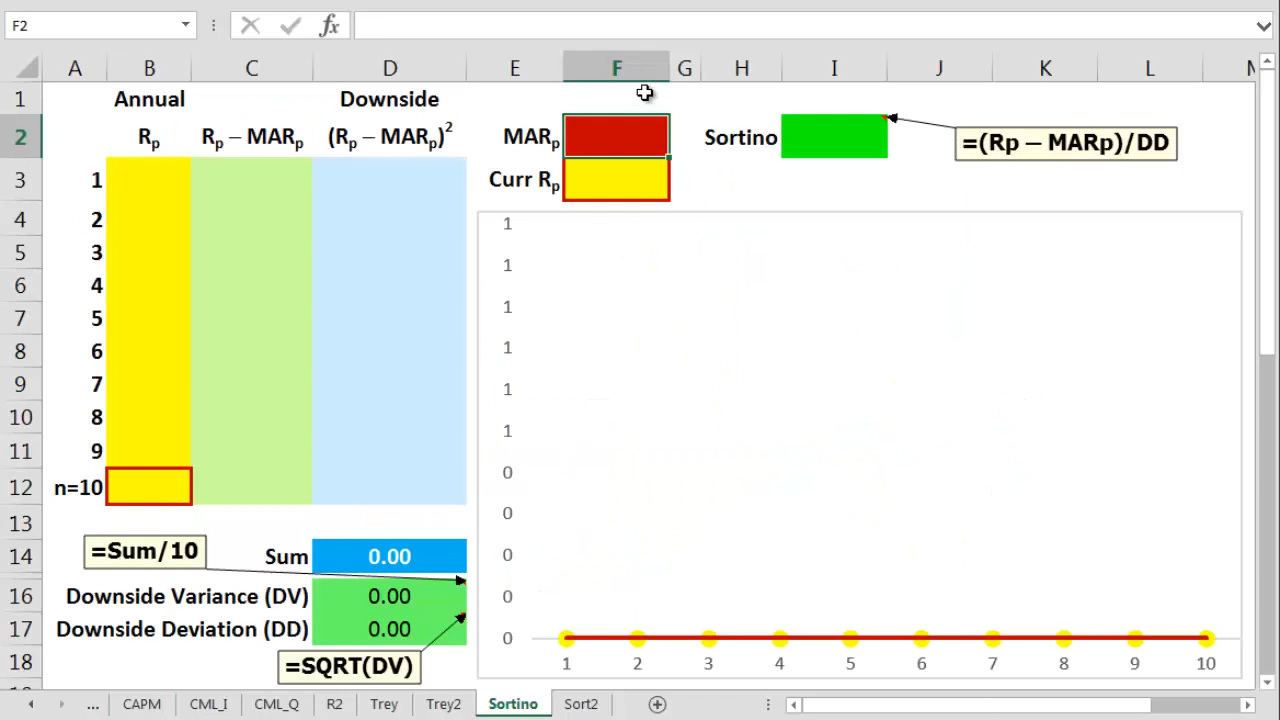 F2
fx
A B C D E F G H I J K L M
1 Annual Downside
2 Rp Rp – MARp (Rp – MARp)2 MARp Sortino =(Rp – MARp)/DD
3 1 Curr Rp
4 2
5 3
6 4
7 5
8 6
9 7
10 8
11 9
12 n=10
13
14 =Sum/10 Sum 0.00
16 Downside Variance (DV) 0.00
17 Downside Deviation (DD) 0.00
18 =SQRT(DV)
1
1
1
1
1
1
0
0
0
0
0
1 2 3 4 5 6 7 8 9 10
... CAPM CML_I CML_Q R2 Trey Trey2 Sortino Sort2